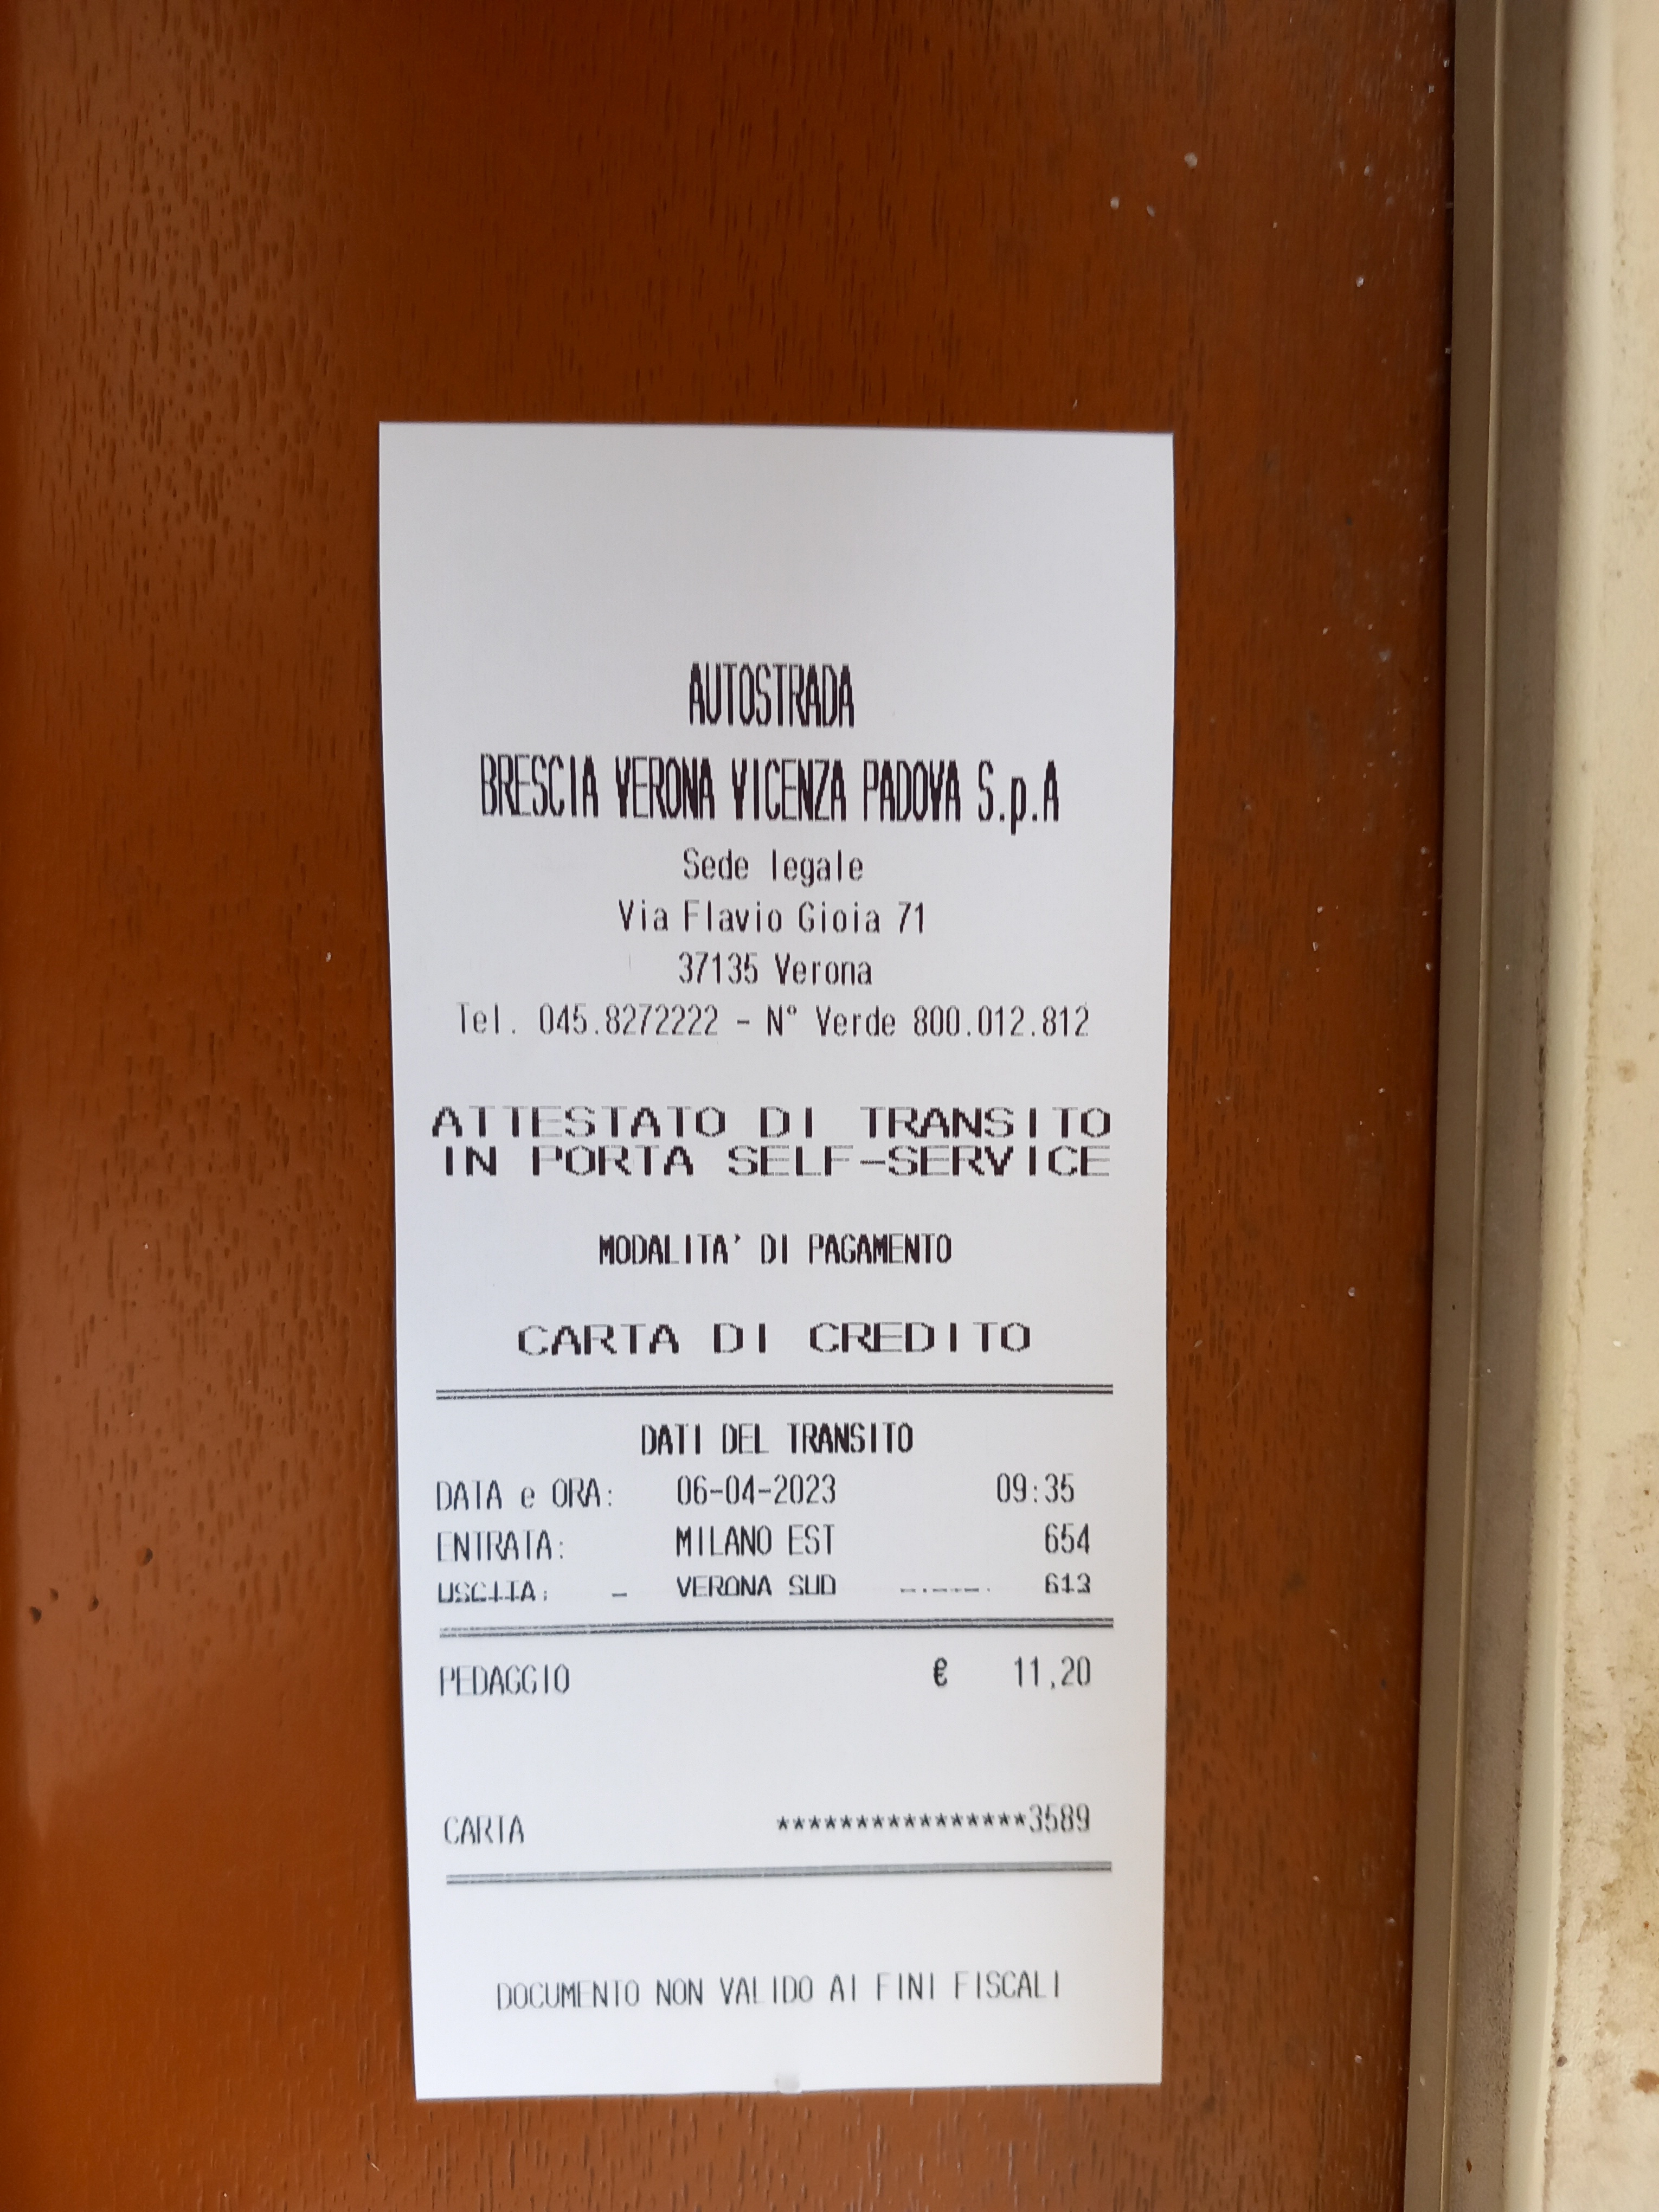 AUTOSTRADA
BRESCIA VERONA VICENZA PADOVA S.p.A
Sede legale
Via Flavio Gioia 71
37135 Verona
Tel. 045.8272222 - N° Verde 800.012.812
ATTESTATO DI TRANSITO
IN PORTA SELF-SERVICE
MODALITA' DI PAGAMENTO
CARTA DI CREDITO
DATI DEL TRANSITO
DATA e ORA: 06-04-2023 09:35
ENTRATA: MILANO EST 654
USCITA: VERONA SUD 613
PEDAGGIO € 11,20
CARTA ****************3589
DOCUMENTO NON VALIDO AI FINI FISCALI